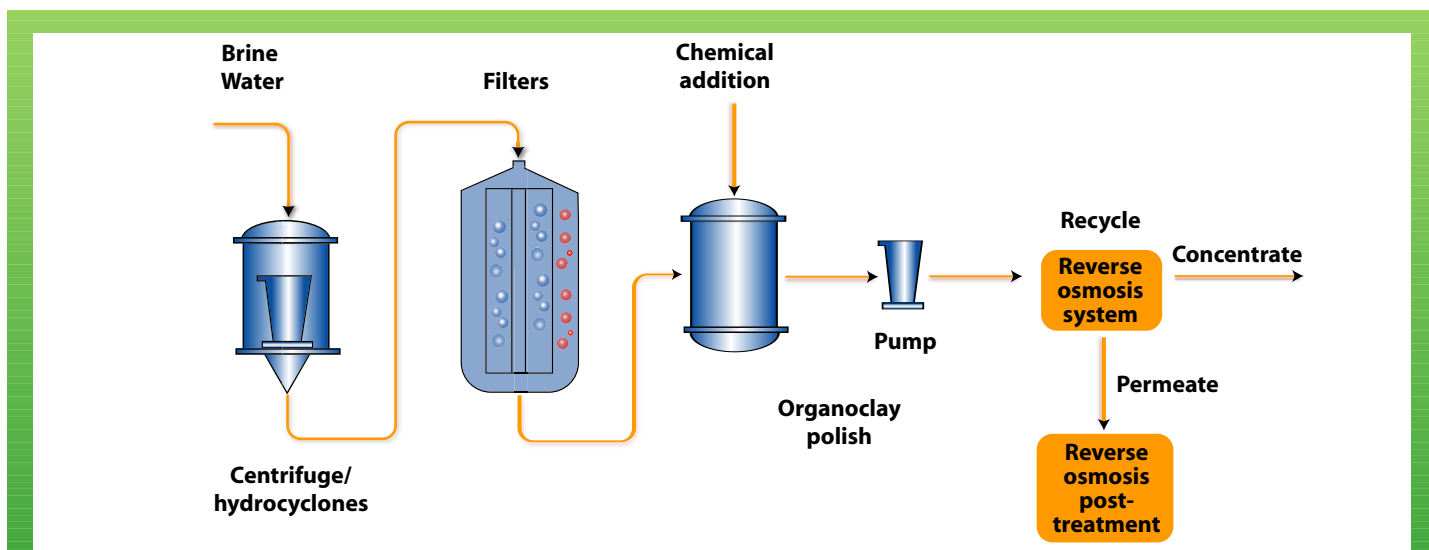 Brine
Water
Filters
Chemical
addition
Recycle
Concentrate
Reverse
osmosis
system
Pump
Permeate
Organoclay
polish
Centrifuge/
hydrocyclones
Reverse
osmosis
post-
treatment